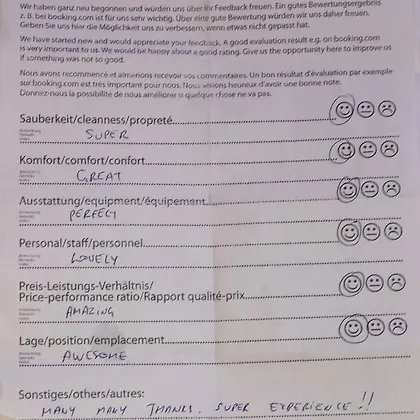 Wir haben ganz neu begonnen und würden uns über Ihr Feedback freuen. Ein gutes Bewertungsergebnis
z. B. bei booking.com ist für uns sehr wichtig. Über eine gute Bewertung würden wir uns daher freuen.
Geben Sie uns hier die Möglichkeit uns zu verbessern, wenn etwas nicht gepasst hat.
We have started new and would appreciate your feedback. A good evaluation result e.g. on booking.com
is very important to us. We would be happy about a good rating. Give us the opportunity here to improve us
if something was not so good.
Nous avons recommencé et aimerions recevoir vos commentaires. Un bon résultat d'évaluation par exemple
sur booking.com est très important pour nous. Nous serions heureux d'avoir une bonne note.
Donnez-nous la possibilité de nous améliorer si quelque chose ne va pas.
Sauberkeit/cleanness/propreté
SUPER
Komfort/comfort/confort
GREAT
Ausstattung/equipment/équipement
PERFECT
Personal/staff/personnel
LOVELY
Preis-Leistungs-Verhältnis/
Price-performance ratio/Rapport qualité-prix
AMAZING
Lage/position/emplacement
AWESOME
Sonstiges/others/autres:
MANY MANY THANKS. SUPER EXPERIENCE!!